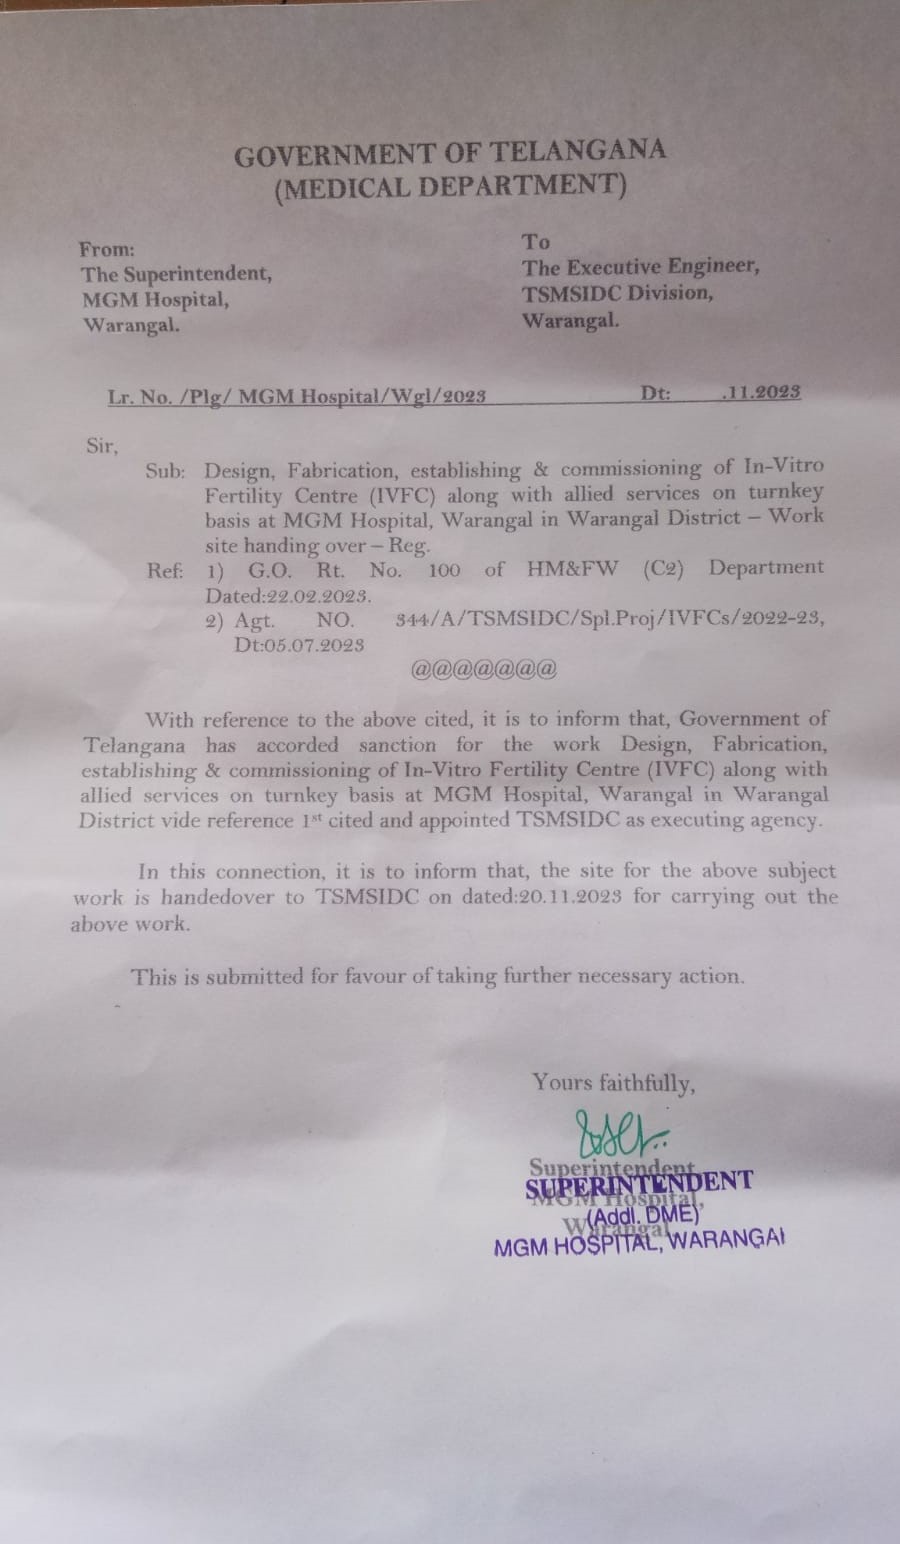 GOVERNMENT OF TELANGANA
(MEDICAL DEPARTMENT)
From:
The Superintendent,
MGM Hospital,
Warangal.
To
The Executive Engineer,
TSMSIDC Division,
Warangal.
Lr. No. /Plg/ MGM Hospital/Wgl/2023 Dt: .11.2023
Sir,
Sub: Design, Fabrication, establishing & commissioning of In-Vitro
Fertility Centre (IVFC) along with allied services on turnkey
basis at MGM Hospital, Warangal in Warangal District – Work
site handing over – Reg.
Ref: 1) G.O. Rt. No. 100 of HM&FW (C2) Department
Dated:22.02.2023.
2) Agt. NO. 344/A/TSMSIDC/Spl.Proj/IVFCs/2022-23,
Dt:05.07.2023
@@@@@@@
With reference to the above cited, it is to inform that, Government of
Telangana has accorded sanction for the work Design, Fabrication,
establishing & commissioning of In-Vitro Fertility Centre (IVFC) along with
allied services on turnkey basis at MGM Hospital, Warangal in Warangal
District vide reference 1st cited and appointed TSMSIDC as executing agency.
In this connection, it is to inform that, the site for the above subject
work is handedover to TSMSIDC on dated:20.11.2023 for carrying out the
above work.
This is submitted for favour of taking further necessary action.
Yours faithfully,
Superintendent
SUPERINTENDENT
MGM Hospital,
(Addl. DME)
Warangal
MGM HOSPITAL, WARANGAL